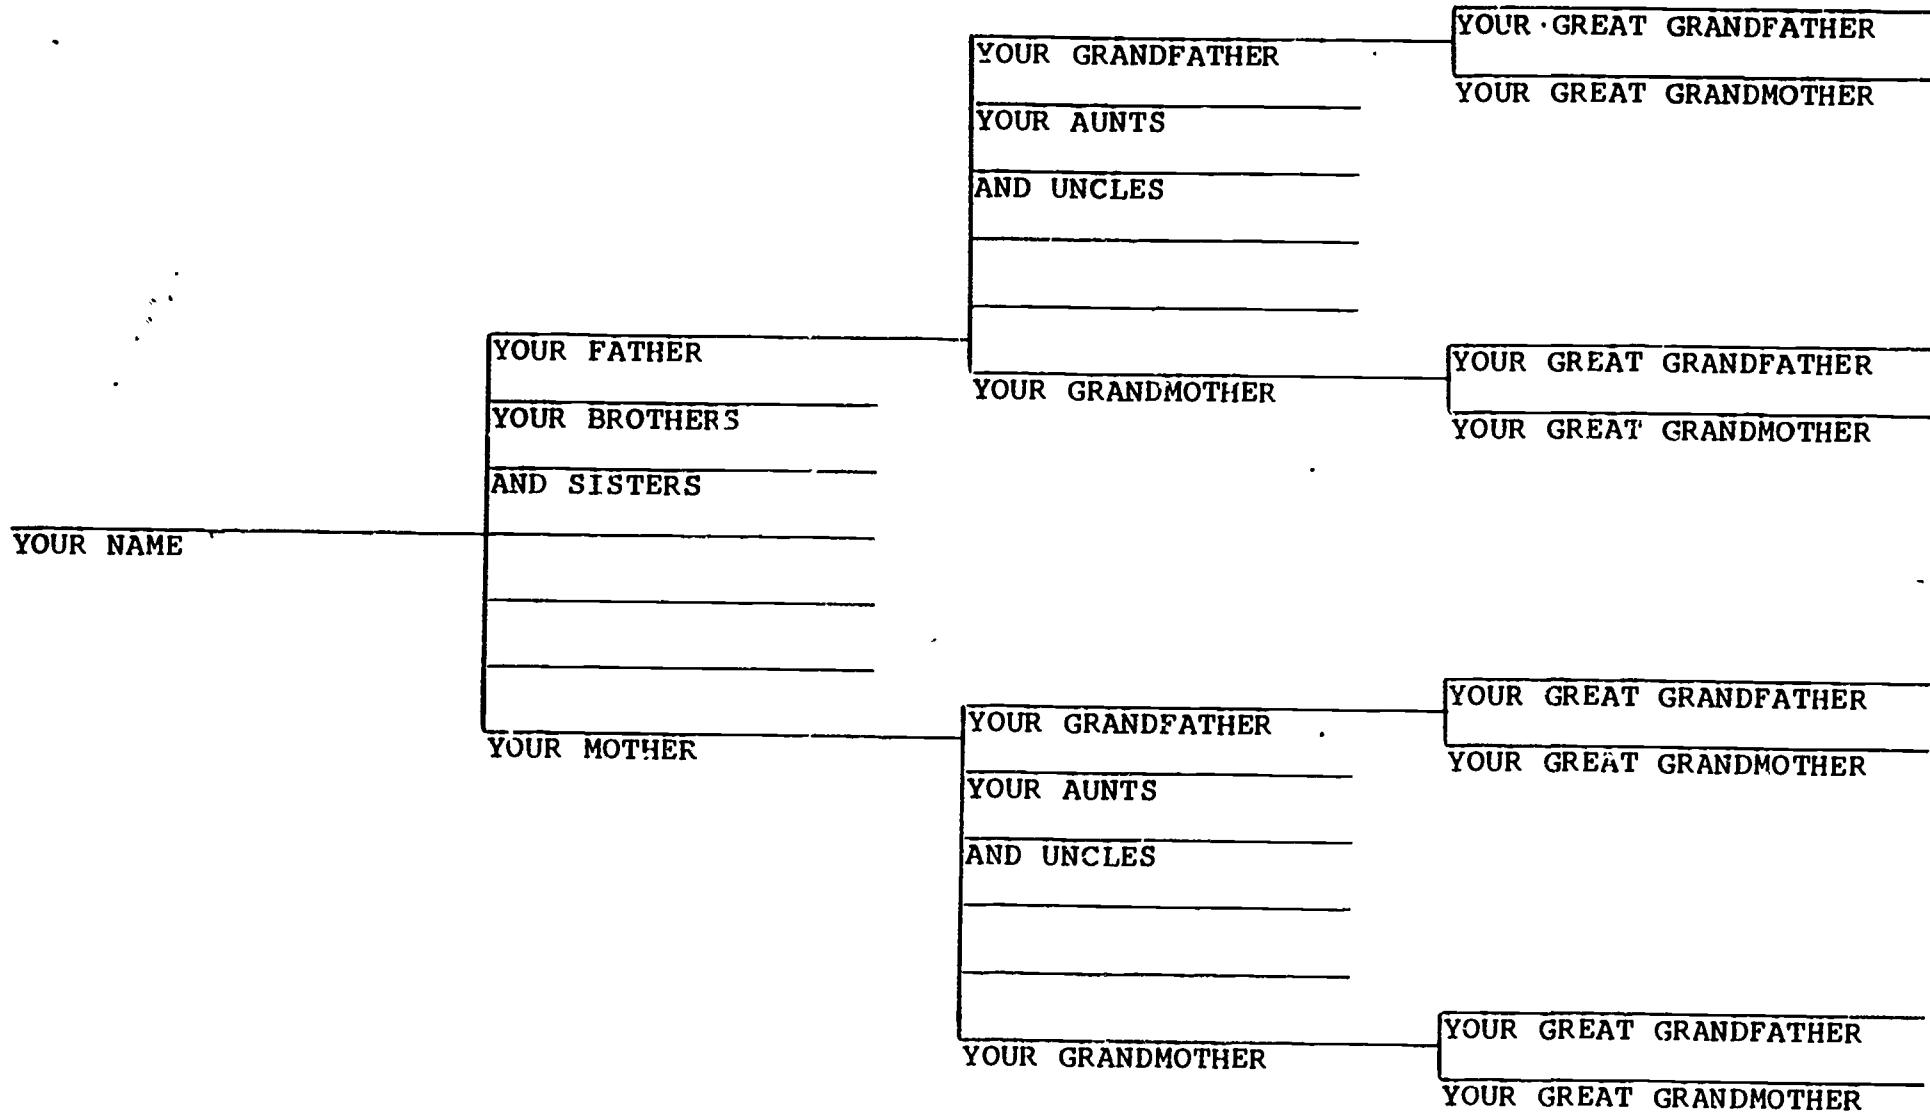 YOUR NAME
YOUR FATHER
YOUR BROTHERS
AND SISTERS
YOUR MOTHER
YOUR GRANDFATHER
YOUR AUNTS
AND UNCLES
YOUR GRANDMOTHER
YOUR GRANDFATHER
YOUR AUNTS
AND UNCLES
YOUR GRANDMOTHER
YOUR GREAT GRANDFATHER
YOUR GREAT GRANDMOTHER
YOUR GREAT GRANDFATHER
YOUR GREAT GRANDMOTHER
YOUR GREAT GRANDFATHER
YOUR GREAT GRANDMOTHER
YOUR GREAT GRANDFATHER
YOUR GREAT GRANDMOTHER